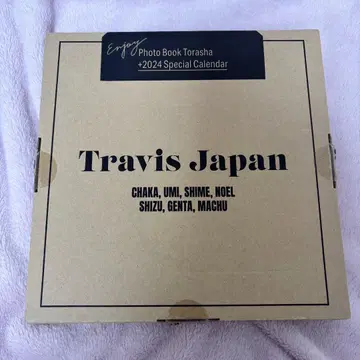 Enjoy
Photo Book Torasha
+2024 Special Calendar
Travis Japan
CHAKA, UMI, SHIME, NOEL
SHIZU, GENTA, MACHU